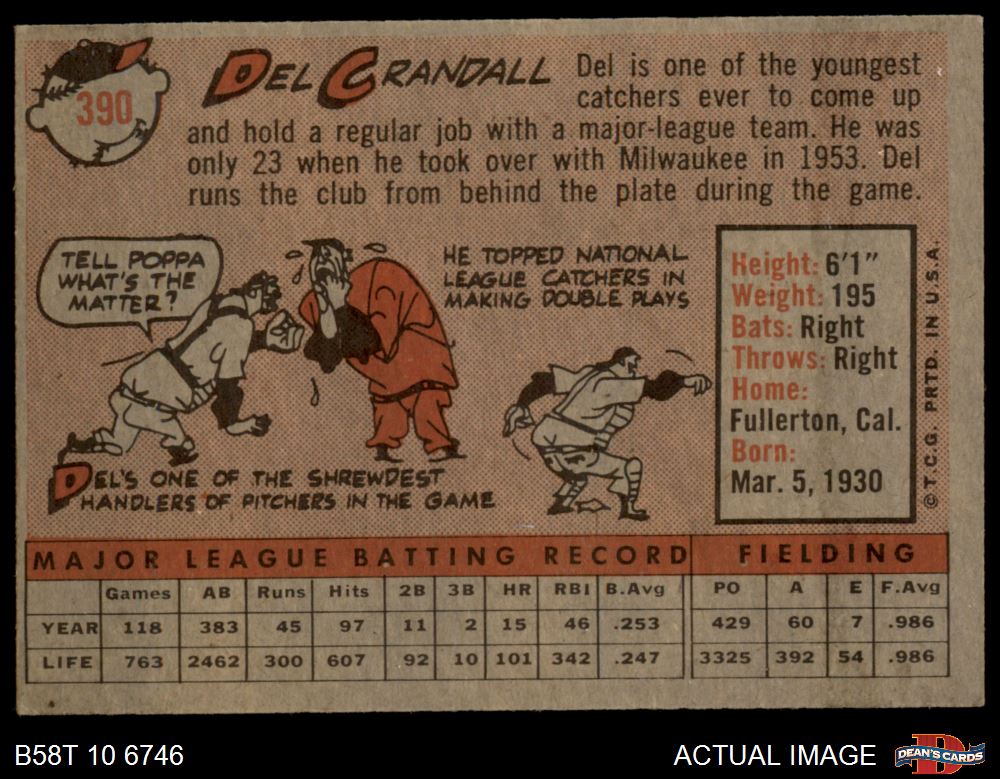 390
DEL CRANDALL
Del is one of the youngest
catchers ever to come up
and hold a regular job with a major-league team. He was
only 23 when he took over with Milwaukee in 1953. Del
runs the club from behind the plate during the game.
TELL POPPA
WHAT'S THE
MATTER?
HE TOPPED NATIONAL
LEAGUE CATCHERS IN
MAKING DOUBLE PLAYS
DEL'S ONE OF THE SHREWDEST
HANDLERS OF PITCHERS IN THE GAME
Height: 6'1"
Weight: 195
Bats: Right
Throws: Right
Home:
Fullerton, Cal.
Born:
Mar. 5, 1930
© T.C.G. PRTD. IN U.S.A.
MAJOR LEAGUE BATTING RECORD FIELDING
Games AB Runs Hits 2B 3B HR RBI B.Avg PO A E F.Avg
YEAR 118 383 45 97 11 2 15 46 .253 429 60 7 .986
LIFE 763 2462 300 607 92 10 101 342 .247 3325 392 54 .986
B58T 10 6746 ACTUAL IMAGE D DEAN'S CARDS